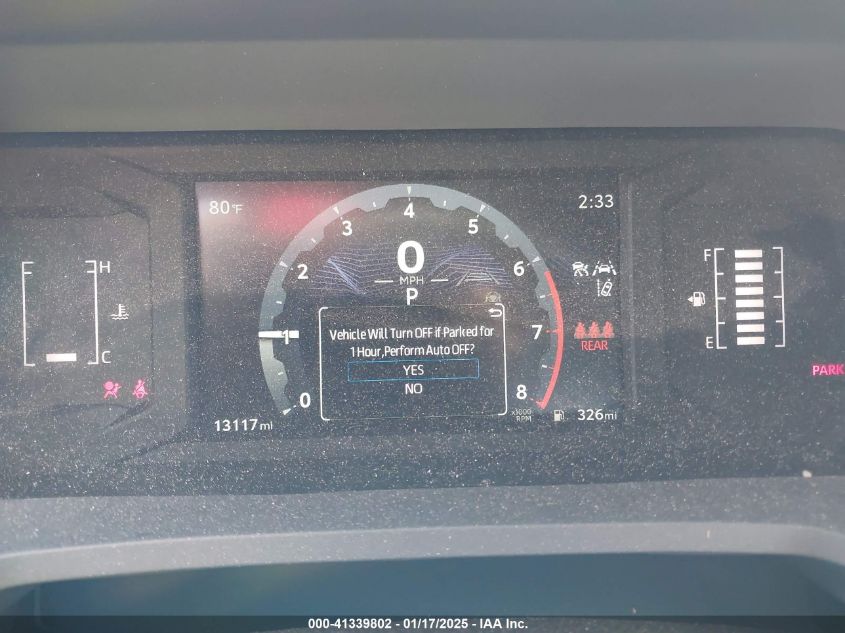 80 °F
2:33
4
3
5
2
6
1
7
0
8
0
MPH
P
H
C
F
E
Vehicle Will Turn OFF if Parked for
1 Hour,Perform Auto OFF?
YES
NO
REAR
x1000
RPM
13117 mi
326mi
PARK
000-41339802 - 01/17/2025 - IAA Inc.